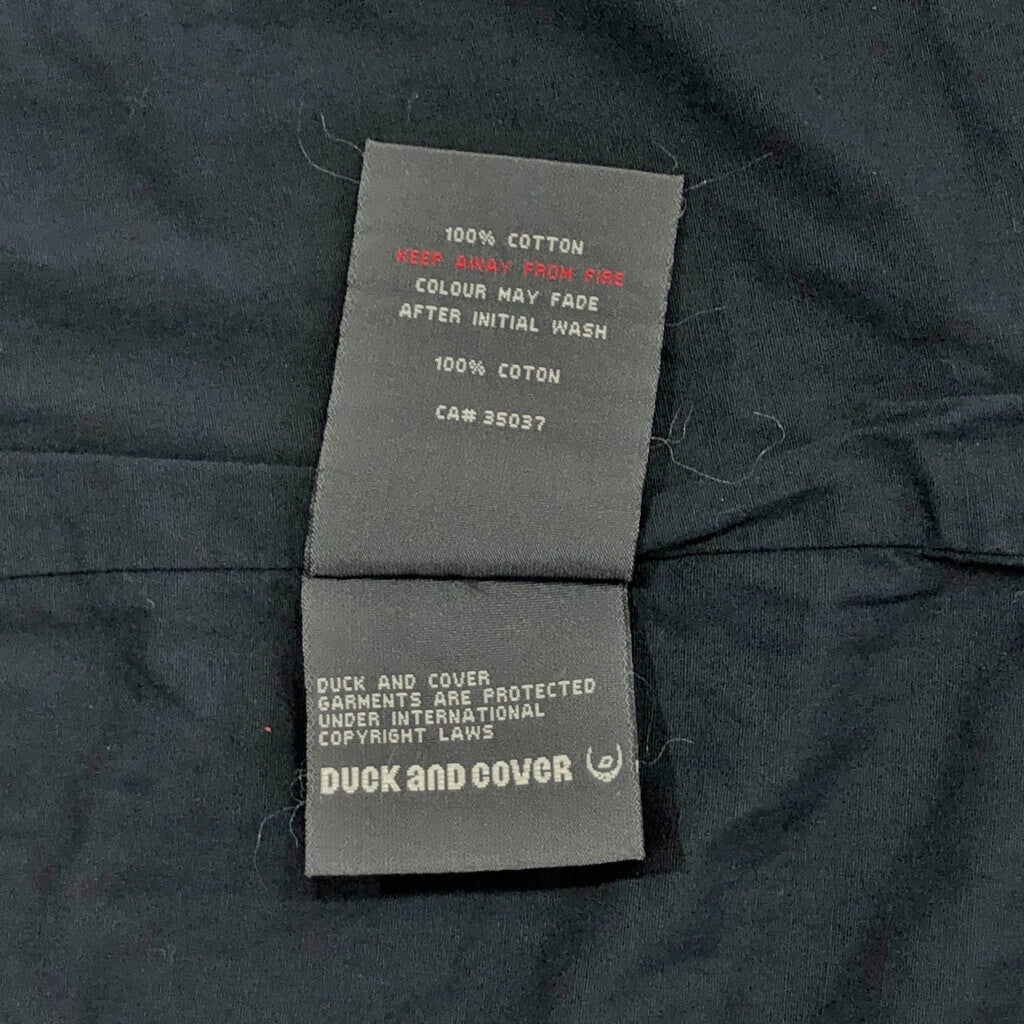 100% COTTON
KEEP AWAY FROM FIRE
COLOUR MAY FADE
AFTER INITIAL WASH
100% COTON
CA# 35037
DUCK AND COVER
GARMENTS ARE PROTECTED
UNDER INTERNATIONAL
COPYRIGHT LAWS
DUCK AND COVER